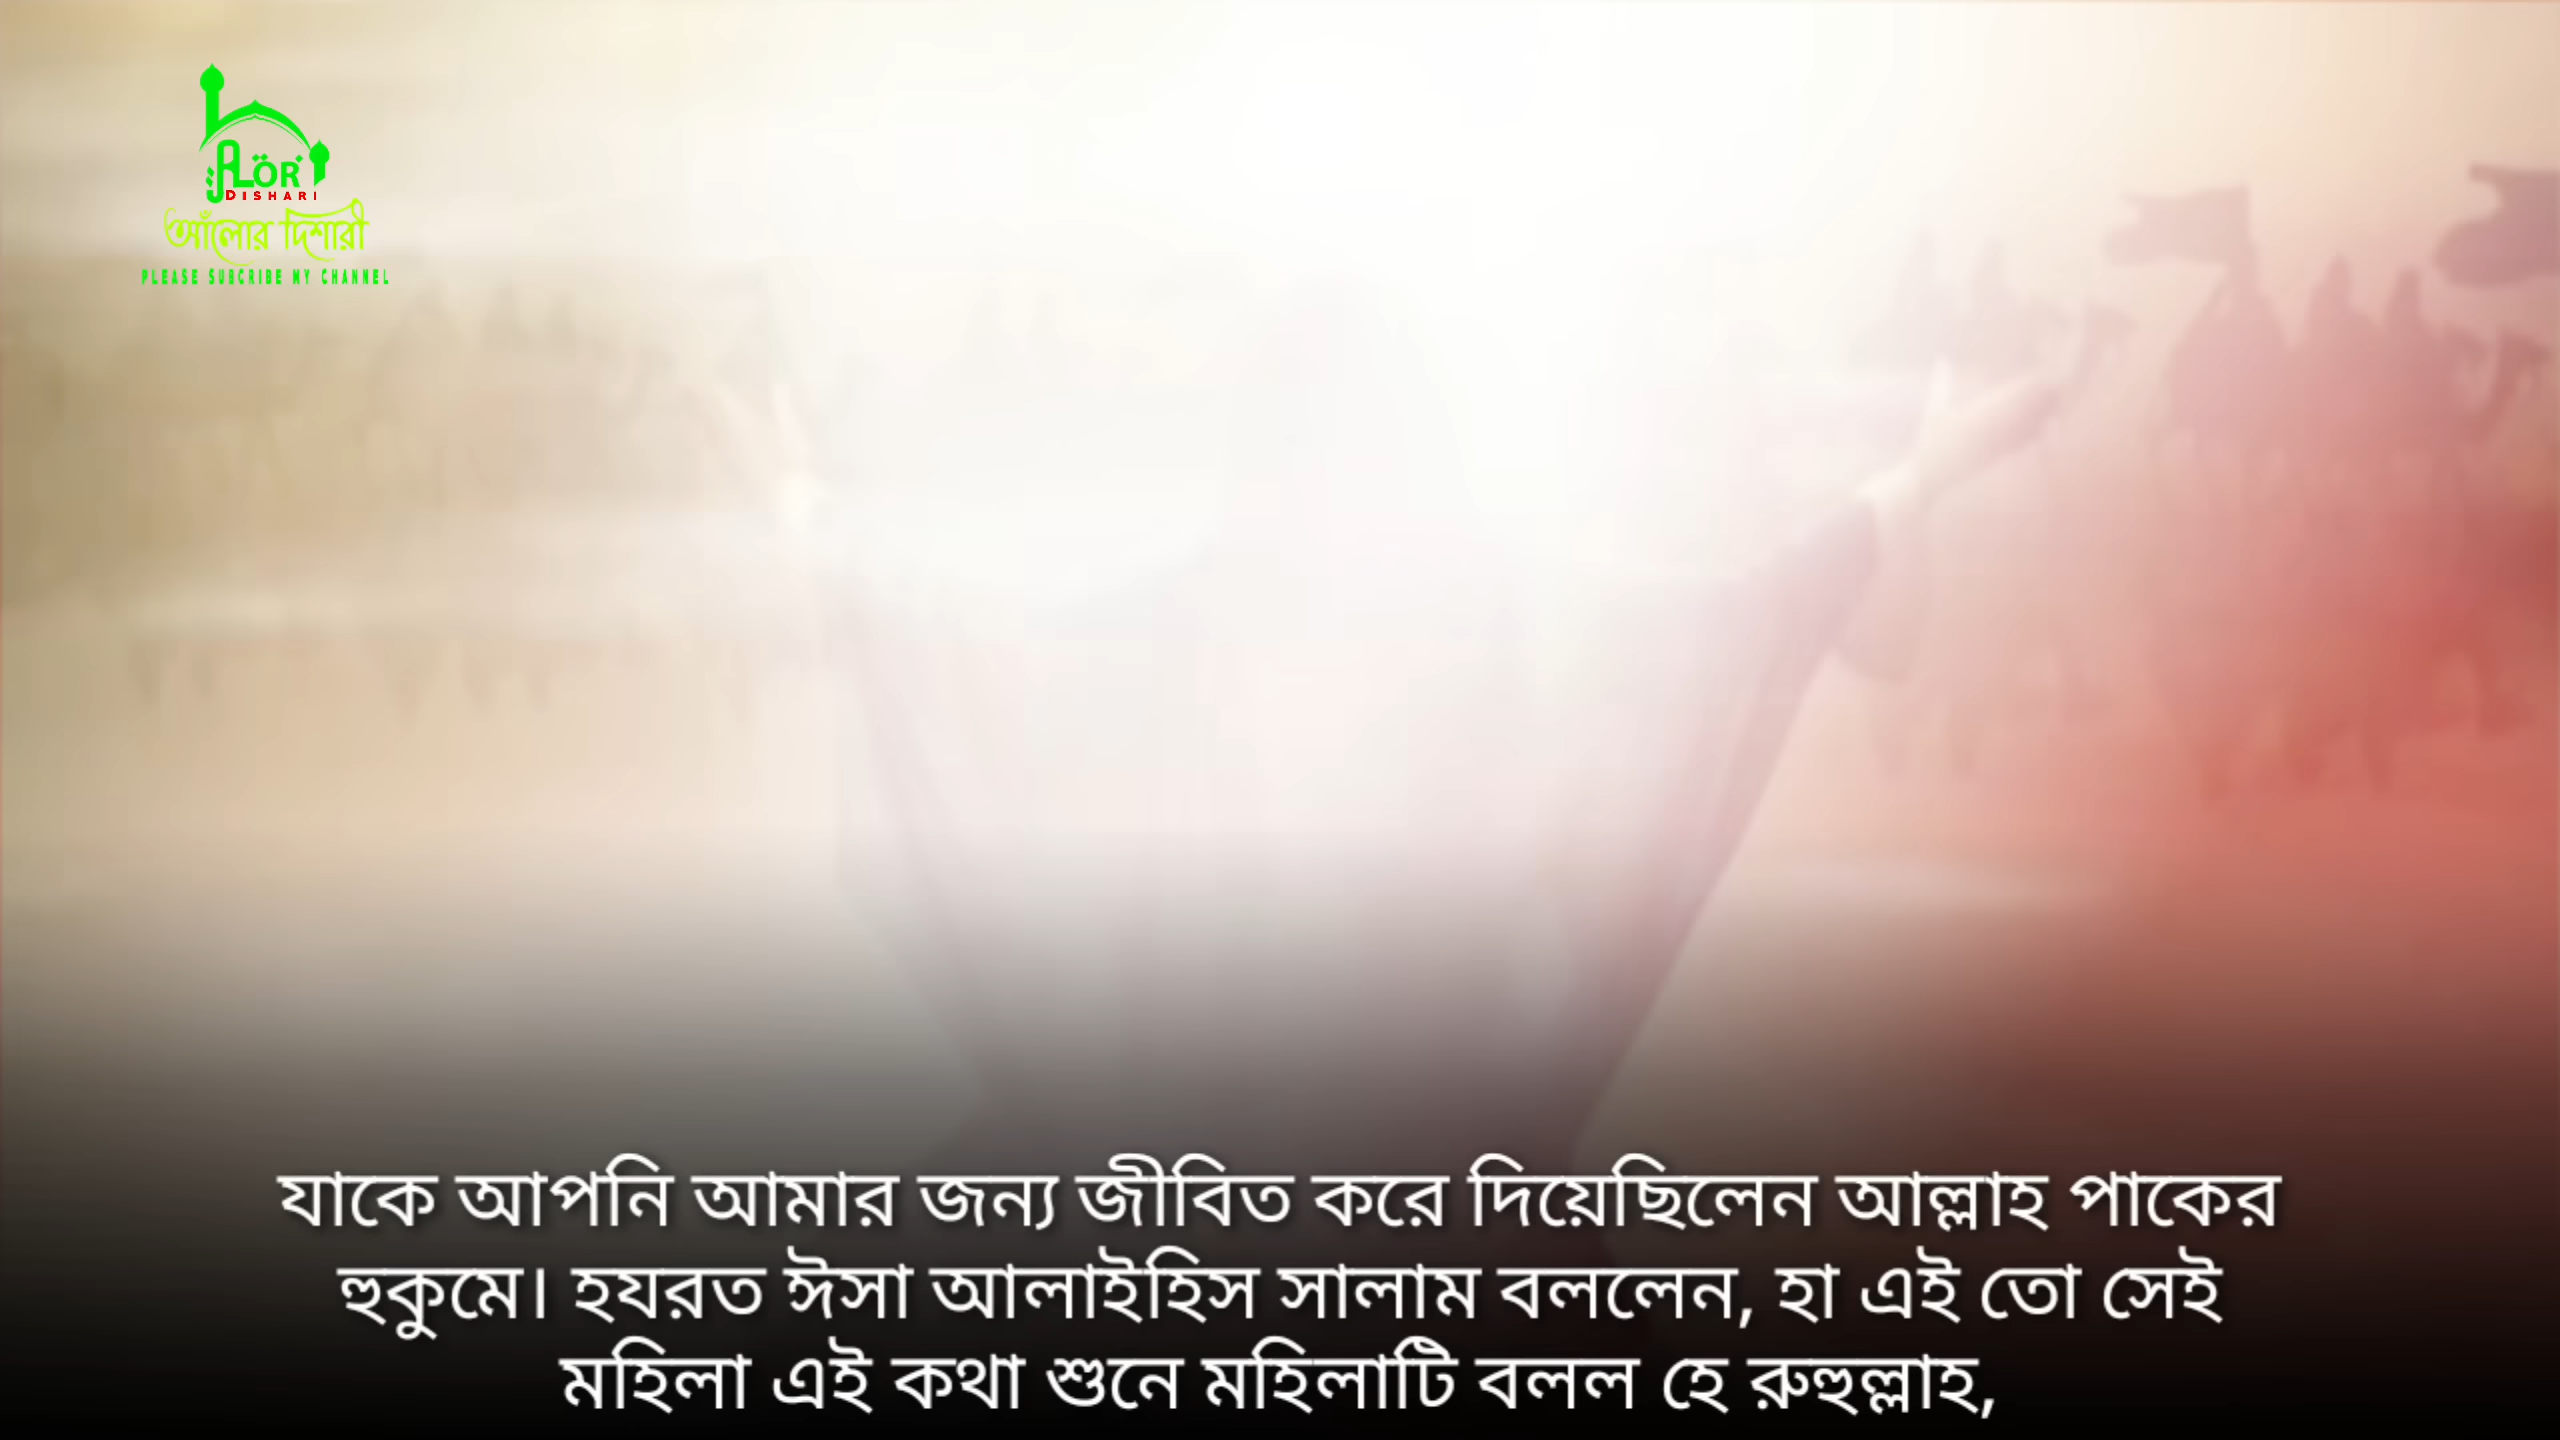 ALOR
DISHARI
আঁলোর দিশারী
PLEASE SUBCRIBE MY CHANNEL
যাকে আপনি আমার জন্য জীবিত করে দিয়েছিলেন আল্লাহ পাকের
হুকুমে। হযরত ঈসা আলাইহিস সালাম বললেন, হা এই তো সেই
মহিলা এই কথা শুনে মহিলাটি বলল হে রুহুল্লাহ,